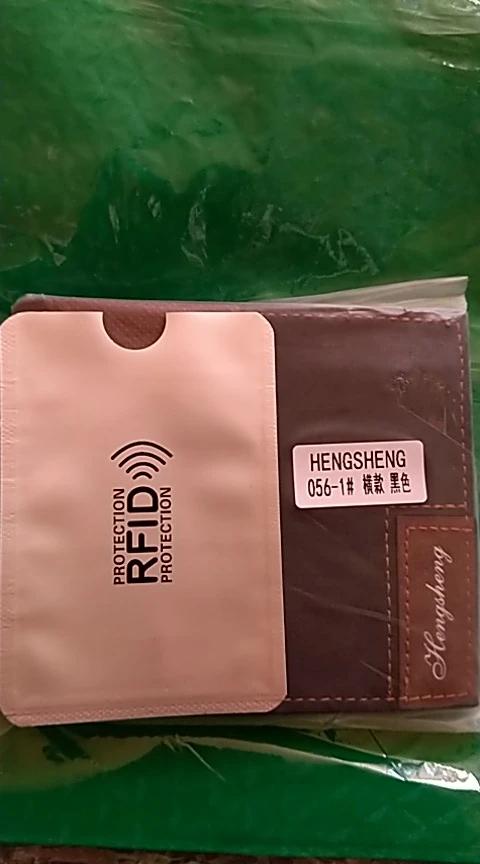 PROTECTION
RFID
PROTECTION
HENGSHENG
056-1# 横款 黑色
Hengsheng